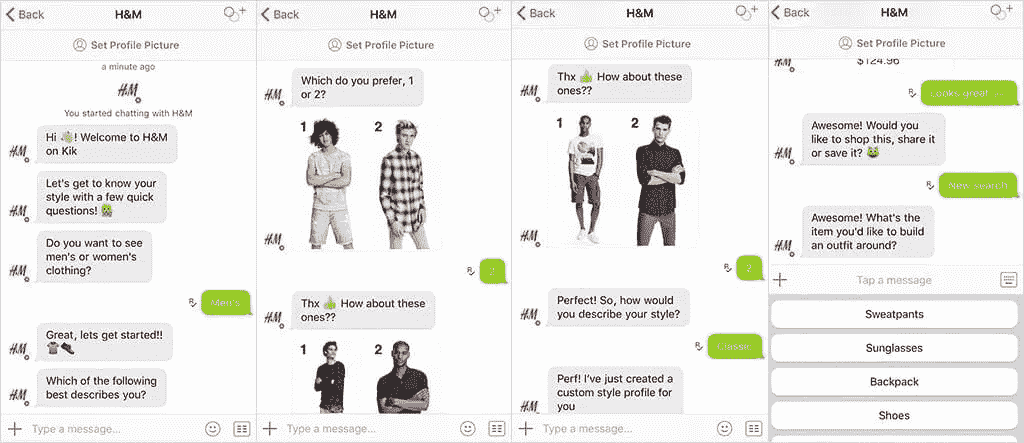 Back
H&M
Set Profile Picture
a minute ago
H&M
You started chatting with H&M
Hi 👋! Welcome to H&M
on Kik
H&M
Let's get to know your
style with a few quick
questions!
H&M
Do you want to see
men's or women's
clothing?
H&M
R
Men's
Great, lets get started!!
H&M
Which of the following
best describes you?
H&M
Type a message...
Back
H&M
Set Profile Picture
Which do you prefer, 1
or 2?
H&M
1 2
H&M
R
2
Thx 👍 How about these
ones??
H&M
1 2
Type a message...
Back
H&M
Set Profile Picture
Thx 👍 How about these
ones??
H&M
1 2
H&M
R
2
Perfect! So, how would
you describe your style?
H&M
R
Classic
Perf! I've just created a
custom style profile for
you
H&M
Type a message...
Back
H&M
Set Profile Picture
$124.96
H&M
R
Looks great
Awesome! Would you
like to shop this, share it
or save it?
H&M
R
New search
Awesome! What's the
item you'd like to build
an outfit around?
H&M
Tap a message
Sweatpants
Sunglasses
Backpack
Shoes